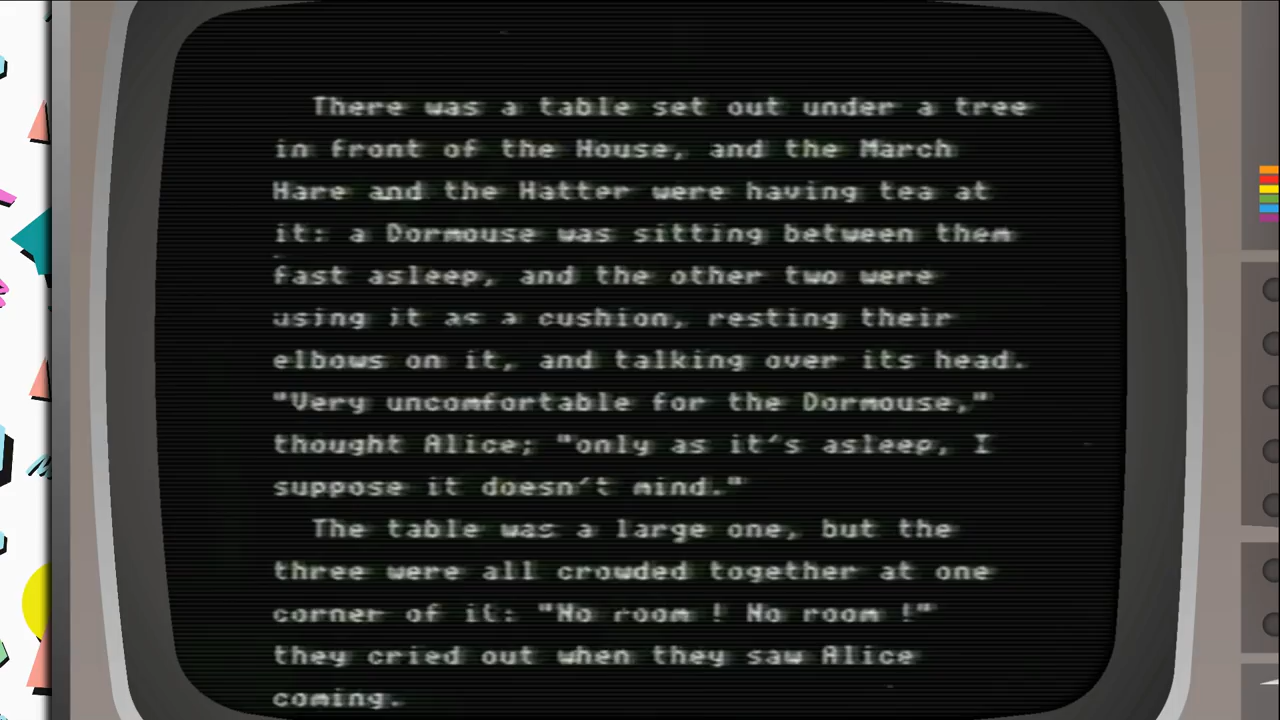 There was a table set out under a tree
in front of the House, and the March
Hare and the Hatter were having tea at
it: a Dormouse was sitting between them
fast asleep, and the other two were
using it as a cushion, resting their
elbows on it, and talking over its head.
"Very uncomfortable for the Dormouse,"
thought Alice; "only as it's asleep, I
suppose it doesn't mind."
The table was a large one, but the
three were all crowded together at one
corner of it: "No room ! No room !"
they cried out when they saw Alice
coming.